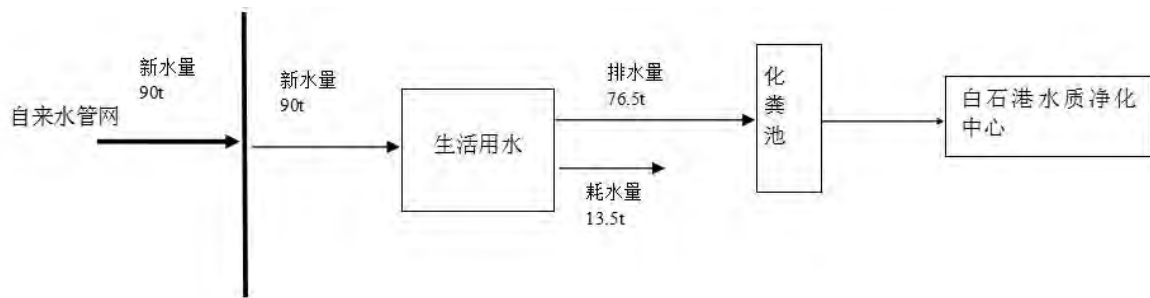 新水量
90t
自来水管网
新水量
90t
生活用水
排水量
76.5t
耗水量
13.5t
化
粪
池
白石港水质净化
中心